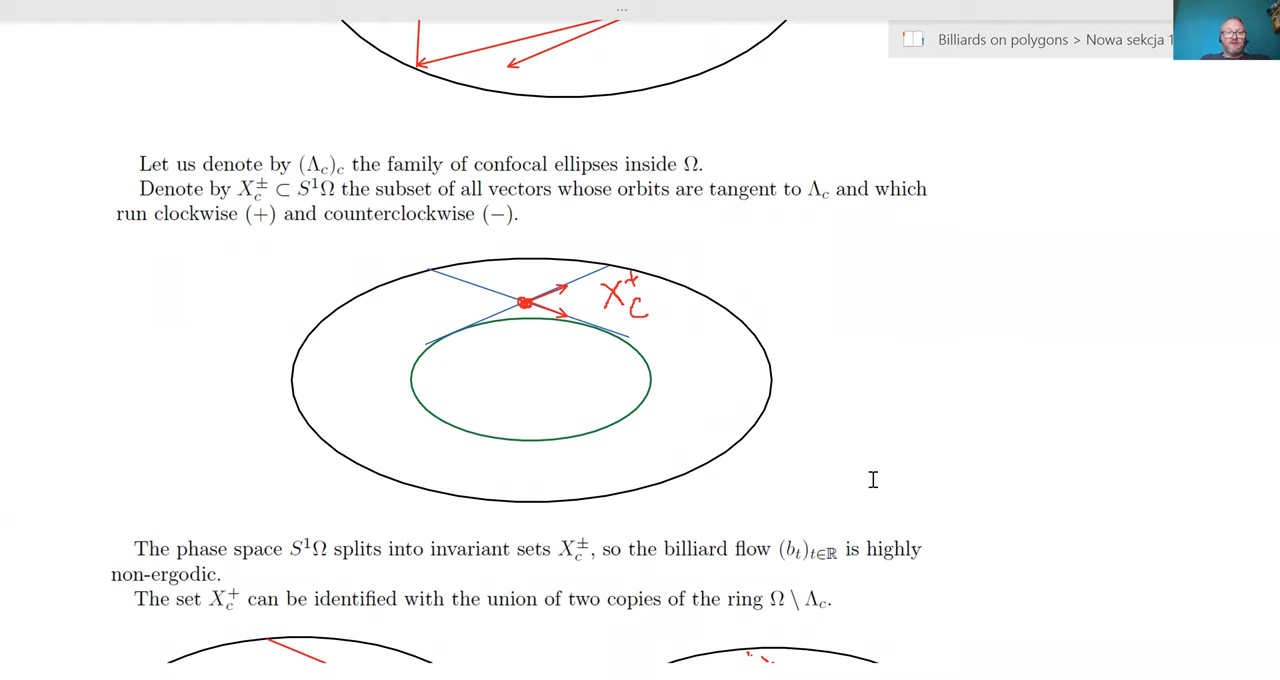 ...
Billiards on polygons > Nowa sekcja 1
Let us denote by (Λ_c)_c the family of confocal ellipses inside Ω.
Denote by X_c^± ⊂ S¹Ω the subset of all vectors whose orbits are tangent to Λ_c and which
run clockwise (+) and counterclockwise (−).
X_c^+
The phase space S¹Ω splits into invariant sets X_c^±, so the billiard flow (b_t)_{t∈ℝ} is highly
non-ergodic.
The set X_c^+ can be identified with the union of two copies of the ring Ω \ Λ_c.